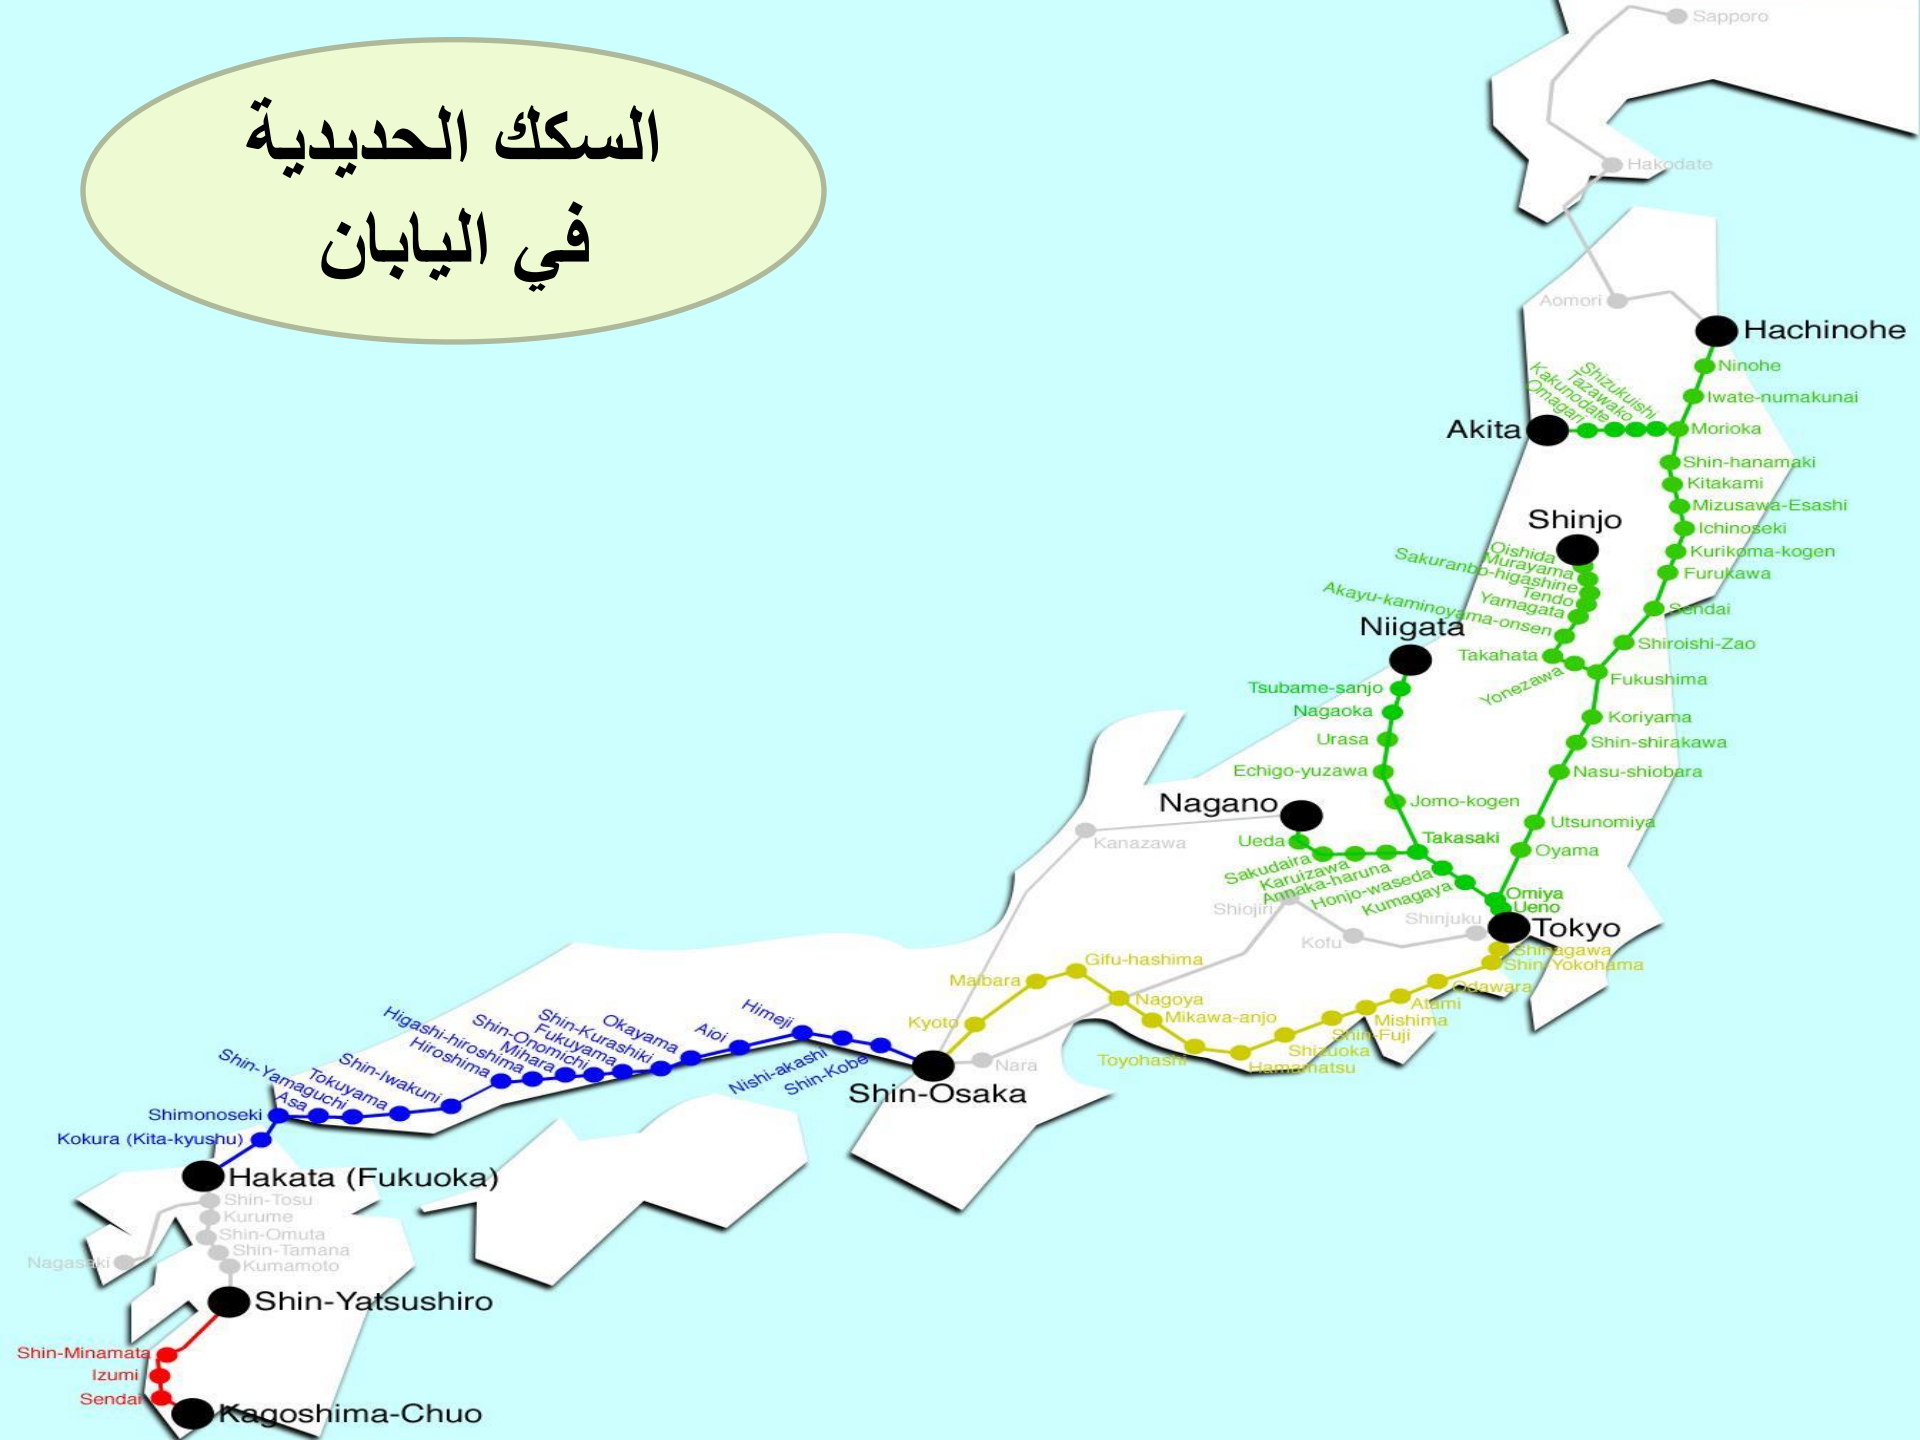 السكك الحديدية
في اليابان
Sapporo
Hakodate
Aomori
Hachinohe
Ninohe
Iwate-numakunai
Shizukuishi
Tazawako
Kakunodate
Omagari
Akita
Morioka
Shin-hanamaki
Kitakami
Mizusawa-Esashi
Ichinoseki
Kurikoma-kogen
Furukawa
Sendai
Shiroishi-Zao
Fukushima
Shinjo
Oishida
Murayama
Sakuranbo-higashine
Tendo
Yamagata
Akayu-kaminoyama-onsen
Takahata
Yonezawa
Koriyama
Shin-shirakawa
Nasu-shiobara
Utsunomiya
Oyama
Niigata
Tsubame-sanjo
Nagaoka
Urasa
Echigo-yuzawa
Jomo-kogen
Takasaki
Nagano
Ueda
Sakudaira
Karuizawa
Annaka-haruna
Honjo-waseda
Kumagaya
Omiya
Ueno
Tokyo
Kanazawa
Shiojiri
Kofu
Shinjuku
Shinagawa
Shin-Yokohama
Odawara
Atami
Mishima
Shin-Fuji
Shizuoka
Hamamatsu
Toyohashi
Mikawa-anjo
Nagoya
Gifu-hashima
Maibara
Kyoto
Nara
Shin-Osaka
Shin-Kobe
Nishi-akashi
Himeji
Aioi
Okayama
Shin-Kurashiki
Fukuyama
Shin-Onomichi
Mihara
Higashi-hiroshima
Hiroshima
Shin-Iwakuni
Tokuyama
Shin-Yamaguchi
Asa
Shimonoseki
Kokura (Kita-kyushu)
Hakata (Fukuoka)
Shin-Tosu
Kurume
Shin-Omuta
Shin-Tamana
Kumamoto
Nagasaki
Shin-Yatsushiro
Shin-Minamata
Izumi
Sendai
Kagoshima-Chuo